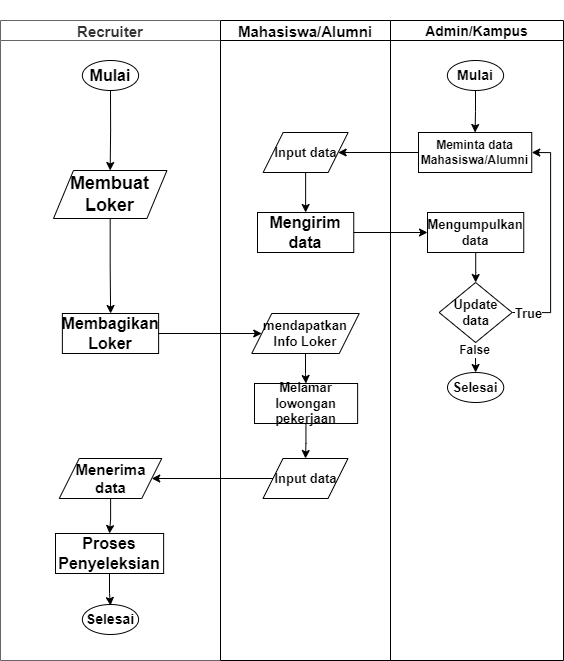 Recruiter
Mahasiswa/Alumni
Admin/Kampus
Mulai
Membuat
Loker
Membagikan
Loker
Menerima
data
Proses
Penyeleksian
Selesai
Input data
Mengirim
data
mendapatkan
Info Loker
Melamar
lowongan
pekerjaan
Input data
Mulai
Meminta data
Mahasiswa/Alumni
Mengumpulkan
data
Update
data
True
False
Selesai